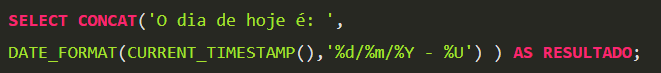 SELECT CONCAT('O dia de hoje é: ',
DATE_FORMAT(CURRENT_TIMESTAMP(),'%d/%m/%Y - %U') ) AS RESULTADO;